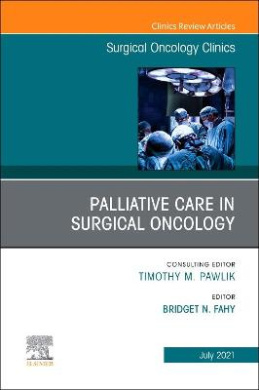 Clinics Review Articles
Surgical Oncology Clinics
PALLIATIVE CARE IN
SURGICAL ONCOLOGY
CONSULTING EDITOR
TIMOTHY M. PAWLIK
EDITOR
BRIDGET N. FAHY
ELSEVIER
July 2021